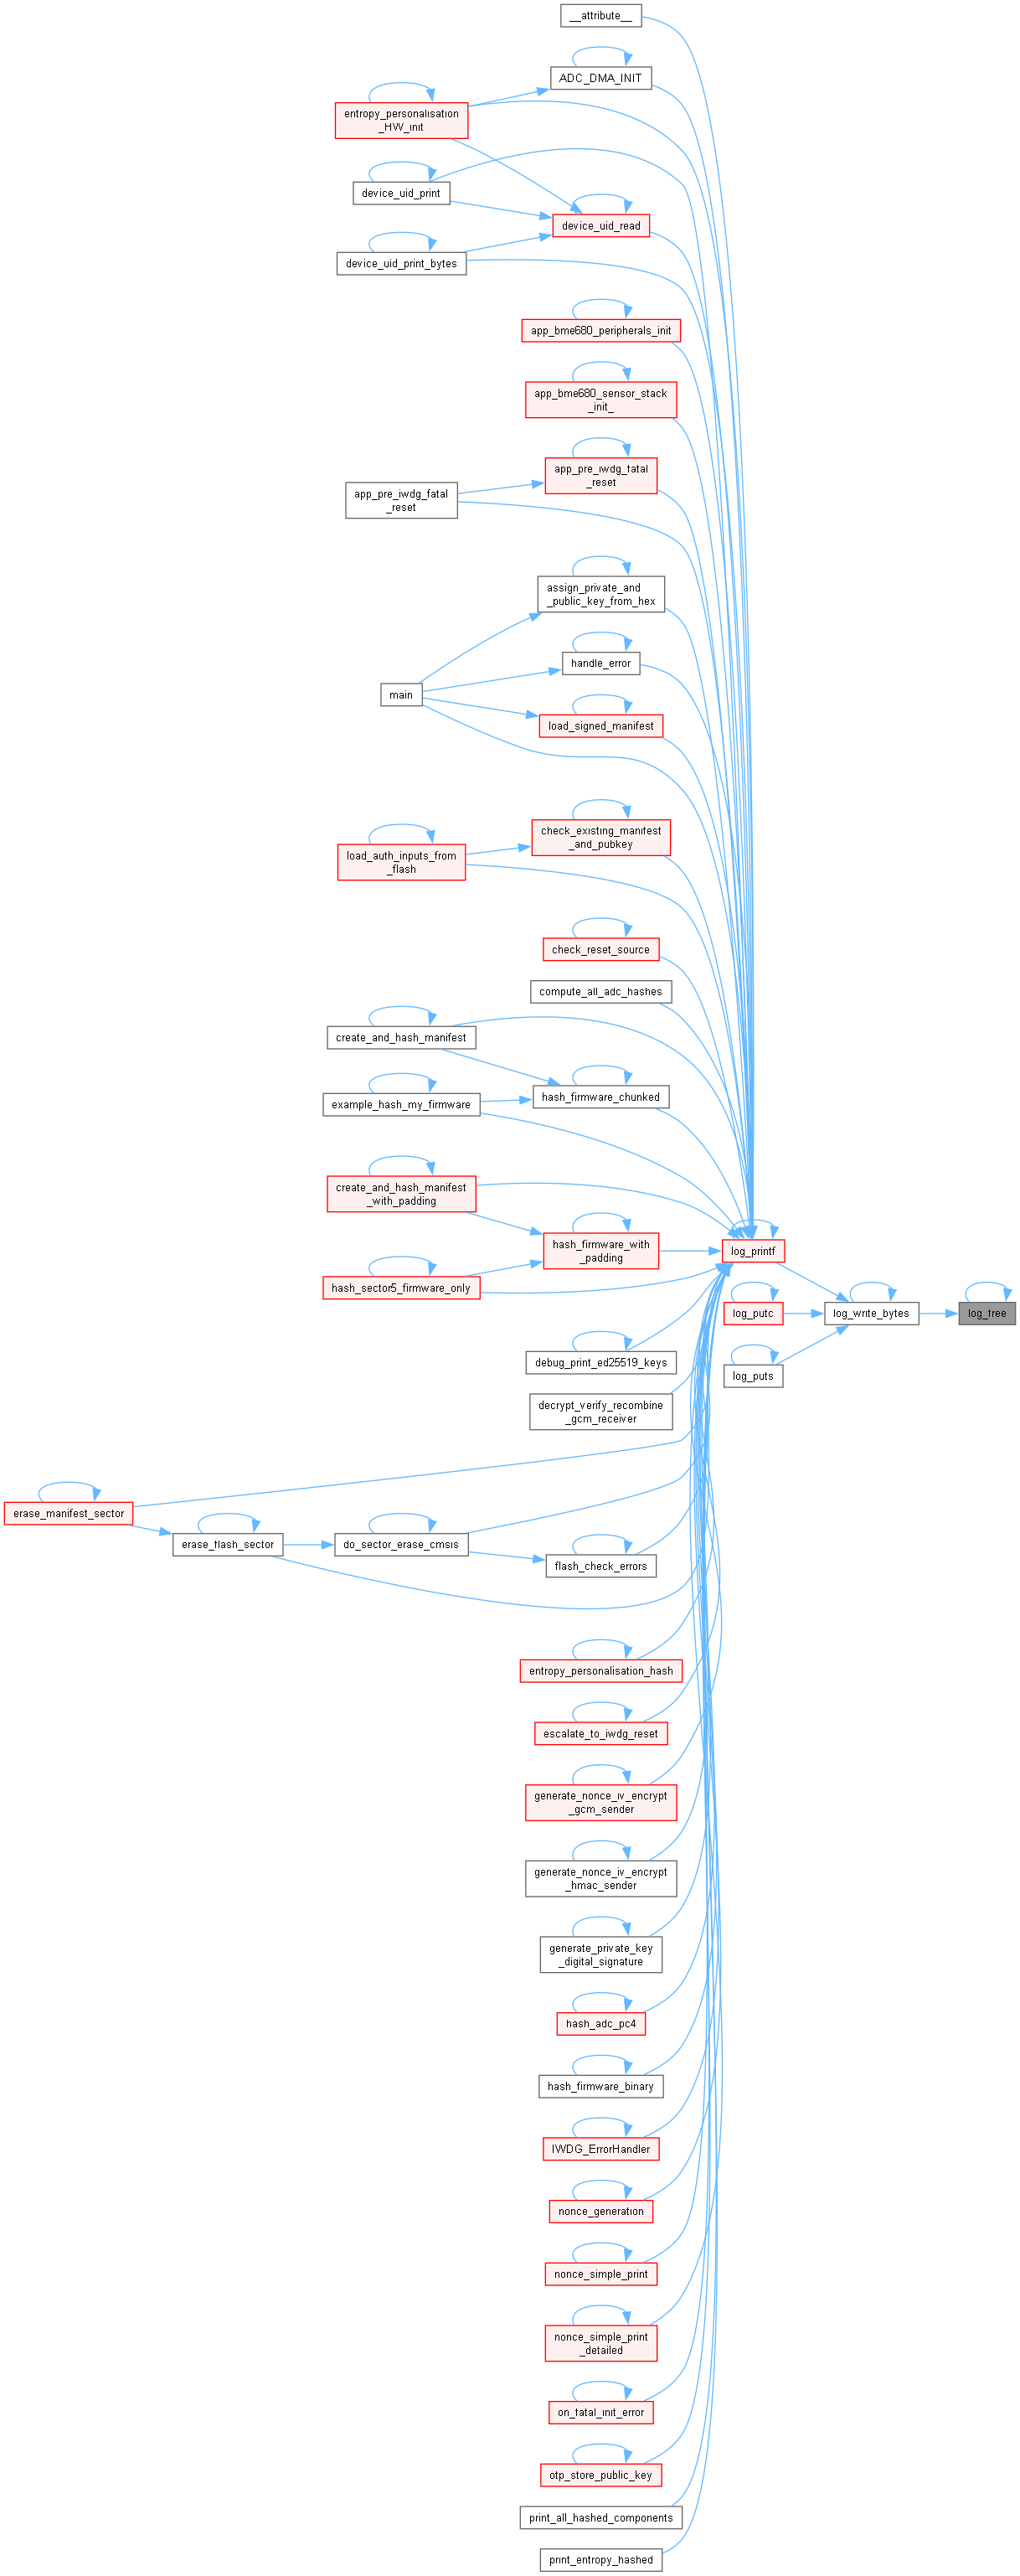 __attribute__
ADC_DMA_INIT
entropy_personalisation
_HW_init
device_uid_print
device_uid_read
device_uid_print_bytes
app_bme680_peripherals_init
app_bme680_sensor_stack
_init_
app_pre_iwdg_fatal
_reset
app_pre_iwdg_fatal
_reset
assign_private_and
_public_key_from_hex
handle_error
main
load_signed_manifest
check_existing_manifest
_and_pubkey
load_auth_inputs_from
_flash
check_reset_source
compute_all_adc_hashes
create_and_hash_manifest
hash_firmware_chunked
example_hash_my_firmware
create_and_hash_manifest
_with_padding
hash_firmware_with
_padding
log_printf
hash_sector5_firmware_only
log_putc
log_write_bytes
log_tree
debug_print_ed25519_keys
log_puts
decrypt_verify_recombine
_gcm_receiver
erase_manifest_sector
erase_flash_sector
do_sector_erase_cmsis
flash_check_errors
entropy_personalisation_hash
escalate_to_iwdg_reset
generate_nonce_iv_encrypt
_gcm_sender
generate_nonce_iv_encrypt
_hmac_sender
generate_private_key
_digital_signature
hash_adc_pc4
hash_firmware_binary
IWDG_ErrorHandler
nonce_generation
nonce_simple_print
nonce_simple_print
_detailed
on_fatal_init_error
otp_store_public_key
print_all_hashed_components
print_entropy_hashed